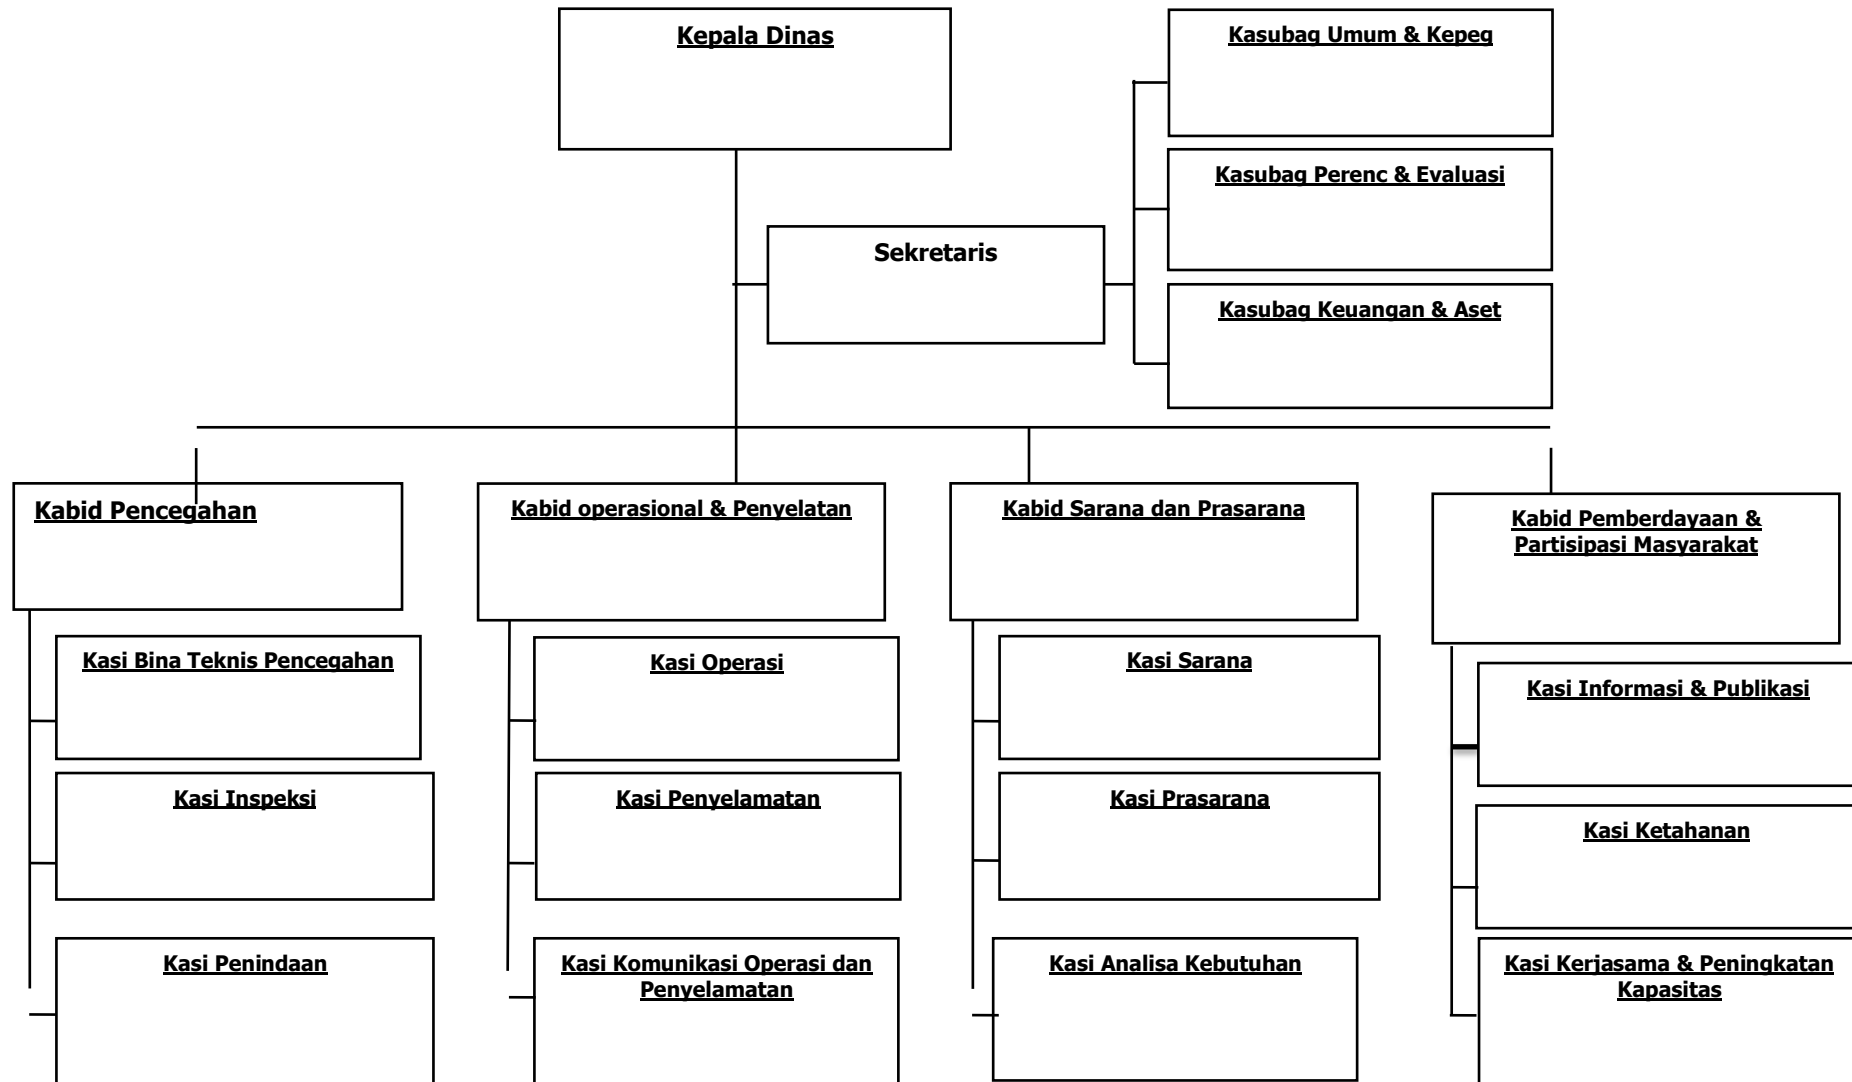 Kepala Dinas
Kasubag Umum & Kepeg
Kasubag Perenc & Evaluasi
Sekretaris
Kasubag Keuangan & Aset
Kabid Pencegahan
Kabid operasional & Penyelatan
Kabid Sarana dan Prasarana
Kabid Pemberdayaan &
Partisipasi Masyarakat
Kasi Bina Teknis Pencegahan
Kasi Operasi
Kasi Sarana
Kasi Informasi & Publikasi
Kasi Inspeksi
Kasi Penyelamatan
Kasi Prasarana
Kasi Ketahanan
Kasi Penindaan
Kasi Komunikasi Operasi dan
Penyelamatan
Kasi Analisa Kebutuhan
Kasi Kerjasama & Peningkatan
Kapasitas